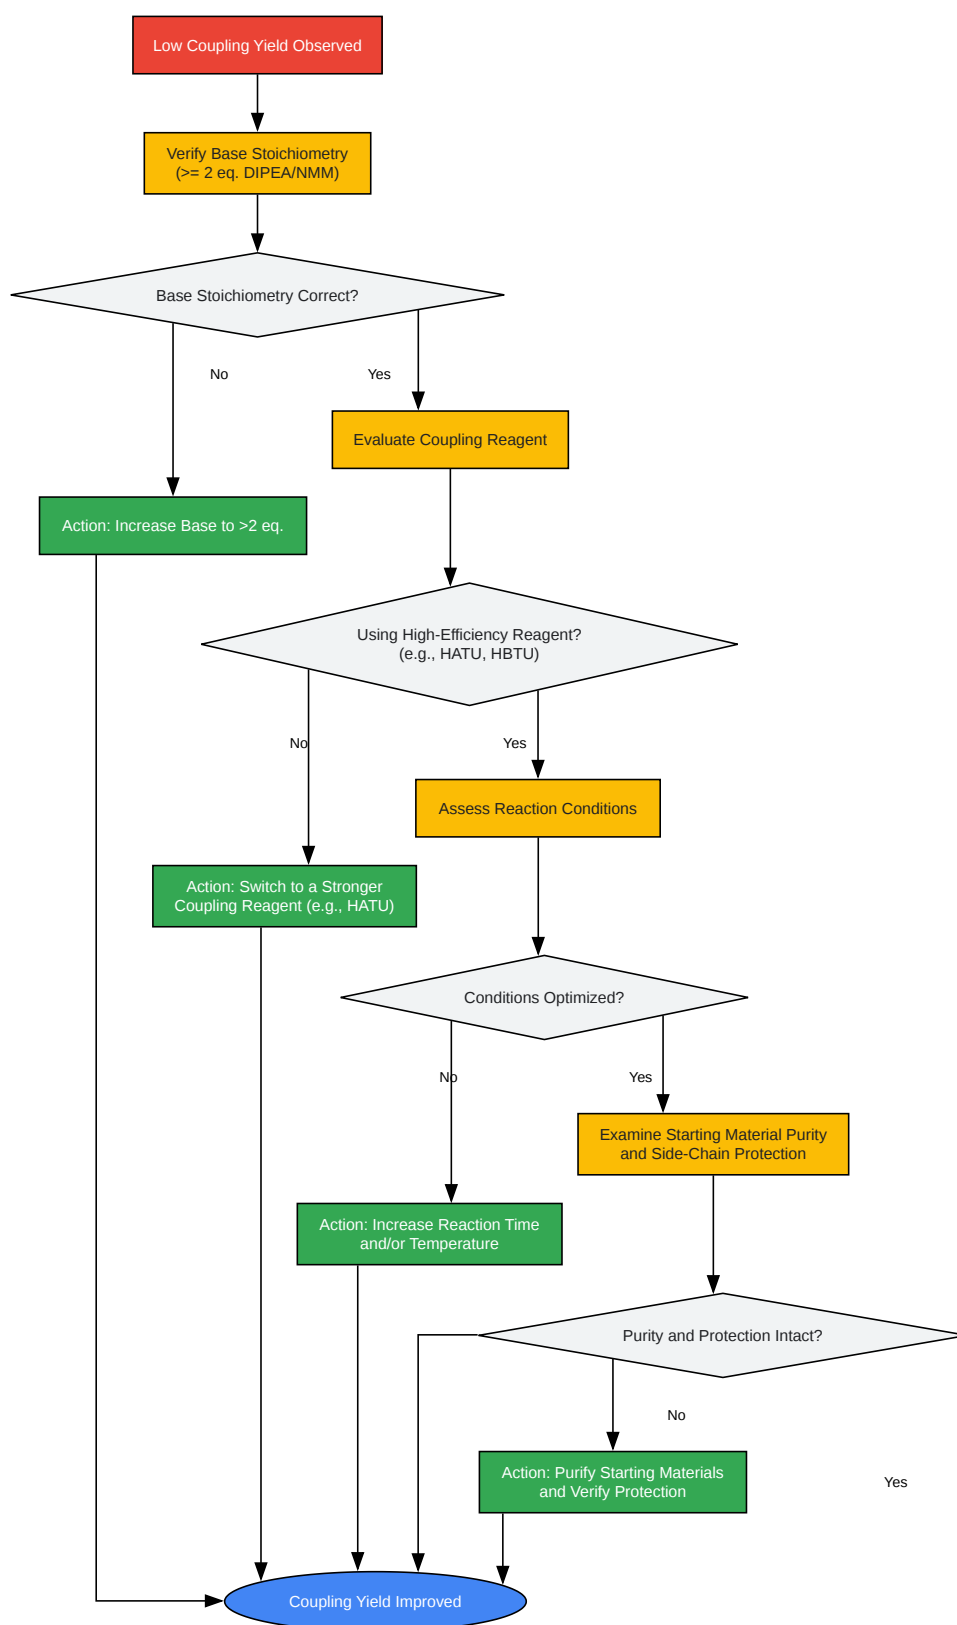 Low Coupling Yield Observed
Verify Base Stoichiometry
(>= 2 eq. DIPEA/NMM)
Base Stoichiometry Correct?
No
Yes
Evaluate Coupling Reagent
Action: Increase Base to >2 eq.
Using High-Efficiency Reagent?
(e.g., HATU, HBTU)
No
Yes
Assess Reaction Conditions
Action: Switch to a Stronger
Coupling Reagent (e.g., HATU)
Conditions Optimized?
No
Yes
Examine Starting Material Purity
and Side-Chain Protection
Action: Increase Reaction Time
and/or Temperature
Purity and Protection Intact?
No
Action: Purify Starting Materials
and Verify Protection
Yes
Coupling Yield Improved